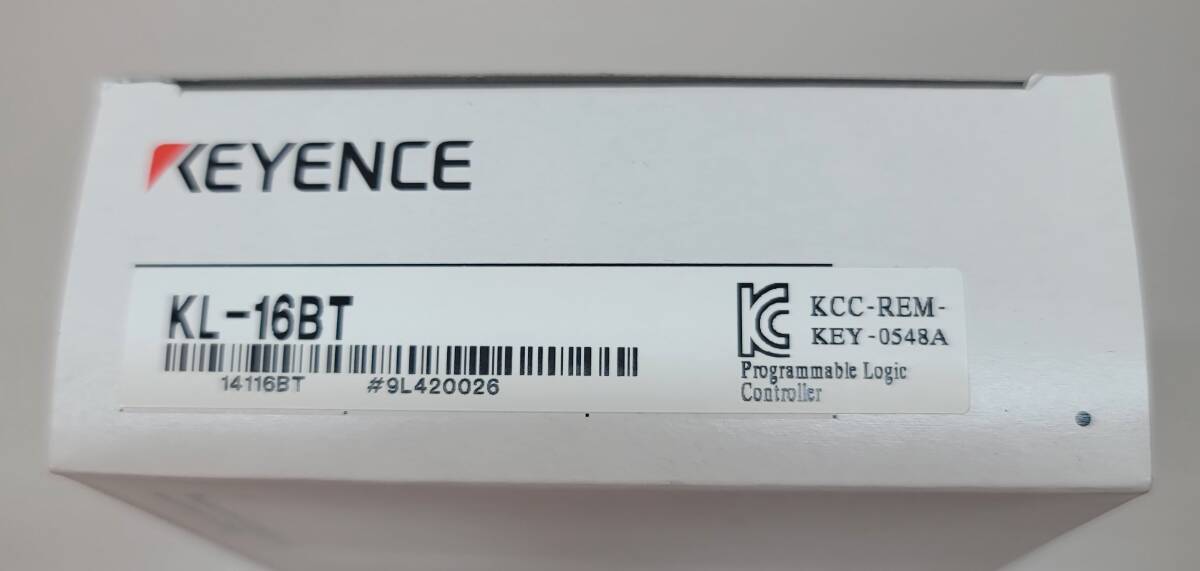 KEYENCE
KL-16BT
14116BT #9L420026
KCC-REM-
KEY-0548A
Programmable Logic
Controller